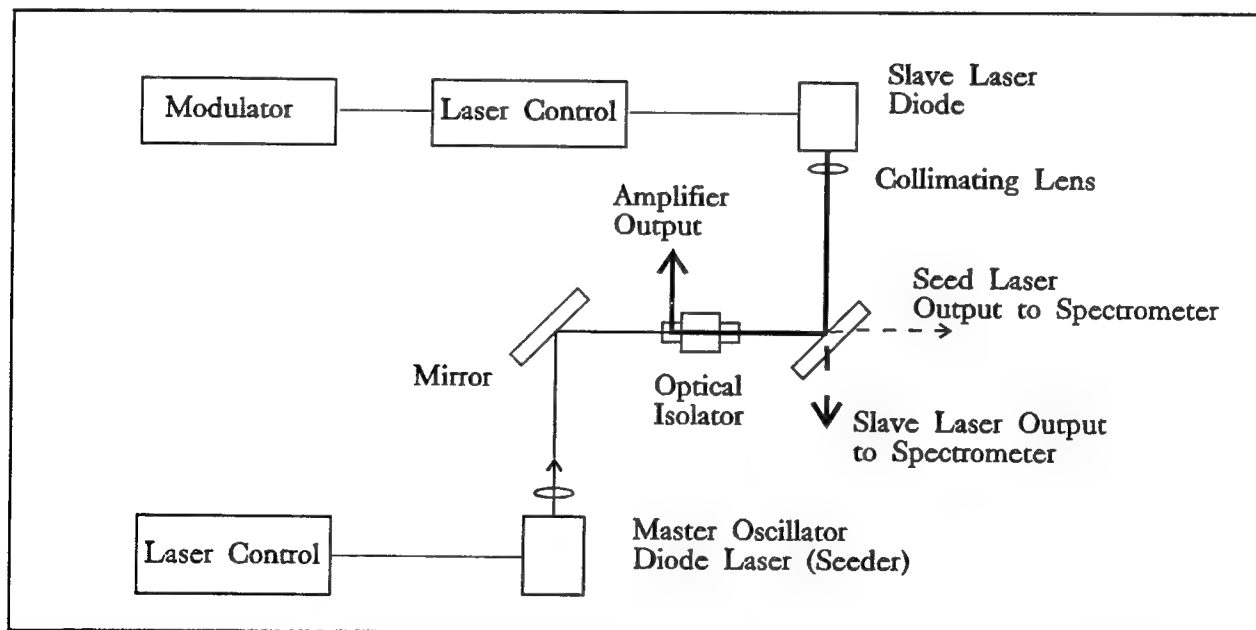 Modulator
Laser Control
Slave Laser
Diode
Collimating Lens
Amplifier
Output
Seed Laser
Output to Spectrometer
Mirror
Optical
Isolator
Slave Laser Output
to Spectrometer
Laser Control
Master Oscillator
Diode Laser (Seeder)